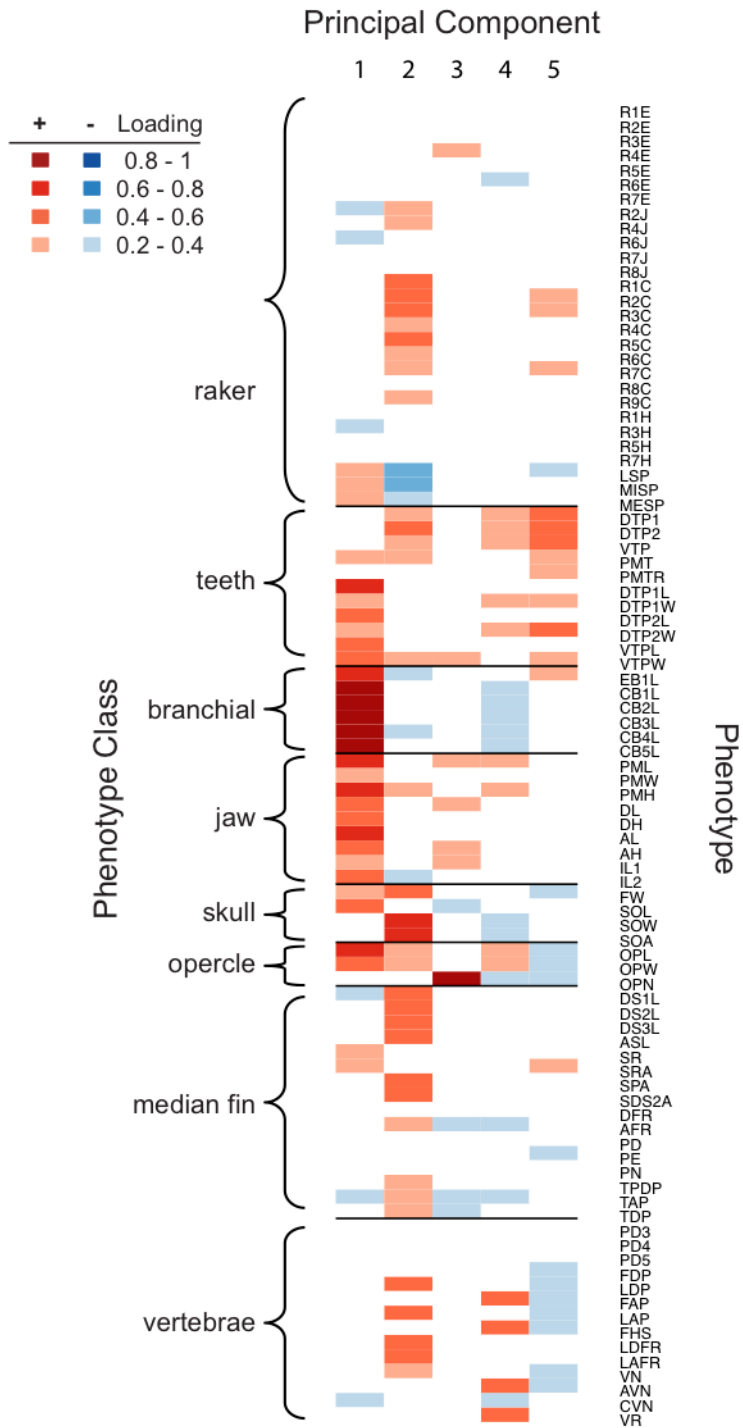 Principal Component
1 2 3 4 5
+ - Loading
0.8 - 1
0.6 - 0.8
0.4 - 0.6
0.2 - 0.4
Phenotype Class
raker
teeth
branchial
jaw
skull
opercle
median fin
vertebrae
R1E
R2E
R3E
R4E
R5E
R6E
R7E
R2J
R4J
R6J
R7J
R8J
R1C
R2C
R3C
R4C
R5C
R6C
R7C
R8C
R9C
R1H
R3H
R5H
R7H
LSP
MISP
MESP
DTP1
DTP2
VTP
PMT
PMTR
DTP1L
DTP1W
DTP2L
DTP2W
VTPL
VTPW
EB1L
CB1L
CB2L
CB3L
CB4L
CB5L
PML
PMW
PMH
DL
DH
AL
AH
IL1
IL2
FW
SOL
SOW
SOA
OPL
OPW
OPN
DS1L
DS2L
DS3L
ASL
SR
SRA
SPA
SDS2A
DFR
AFR
PD
PE
PN
TPDP
TAP
TDP
PD3
PD4
PD5
FDP
LDP
FAP
LAP
FHS
LDFR
LAFR
VN
AVN
CVN
VR
Phenotype